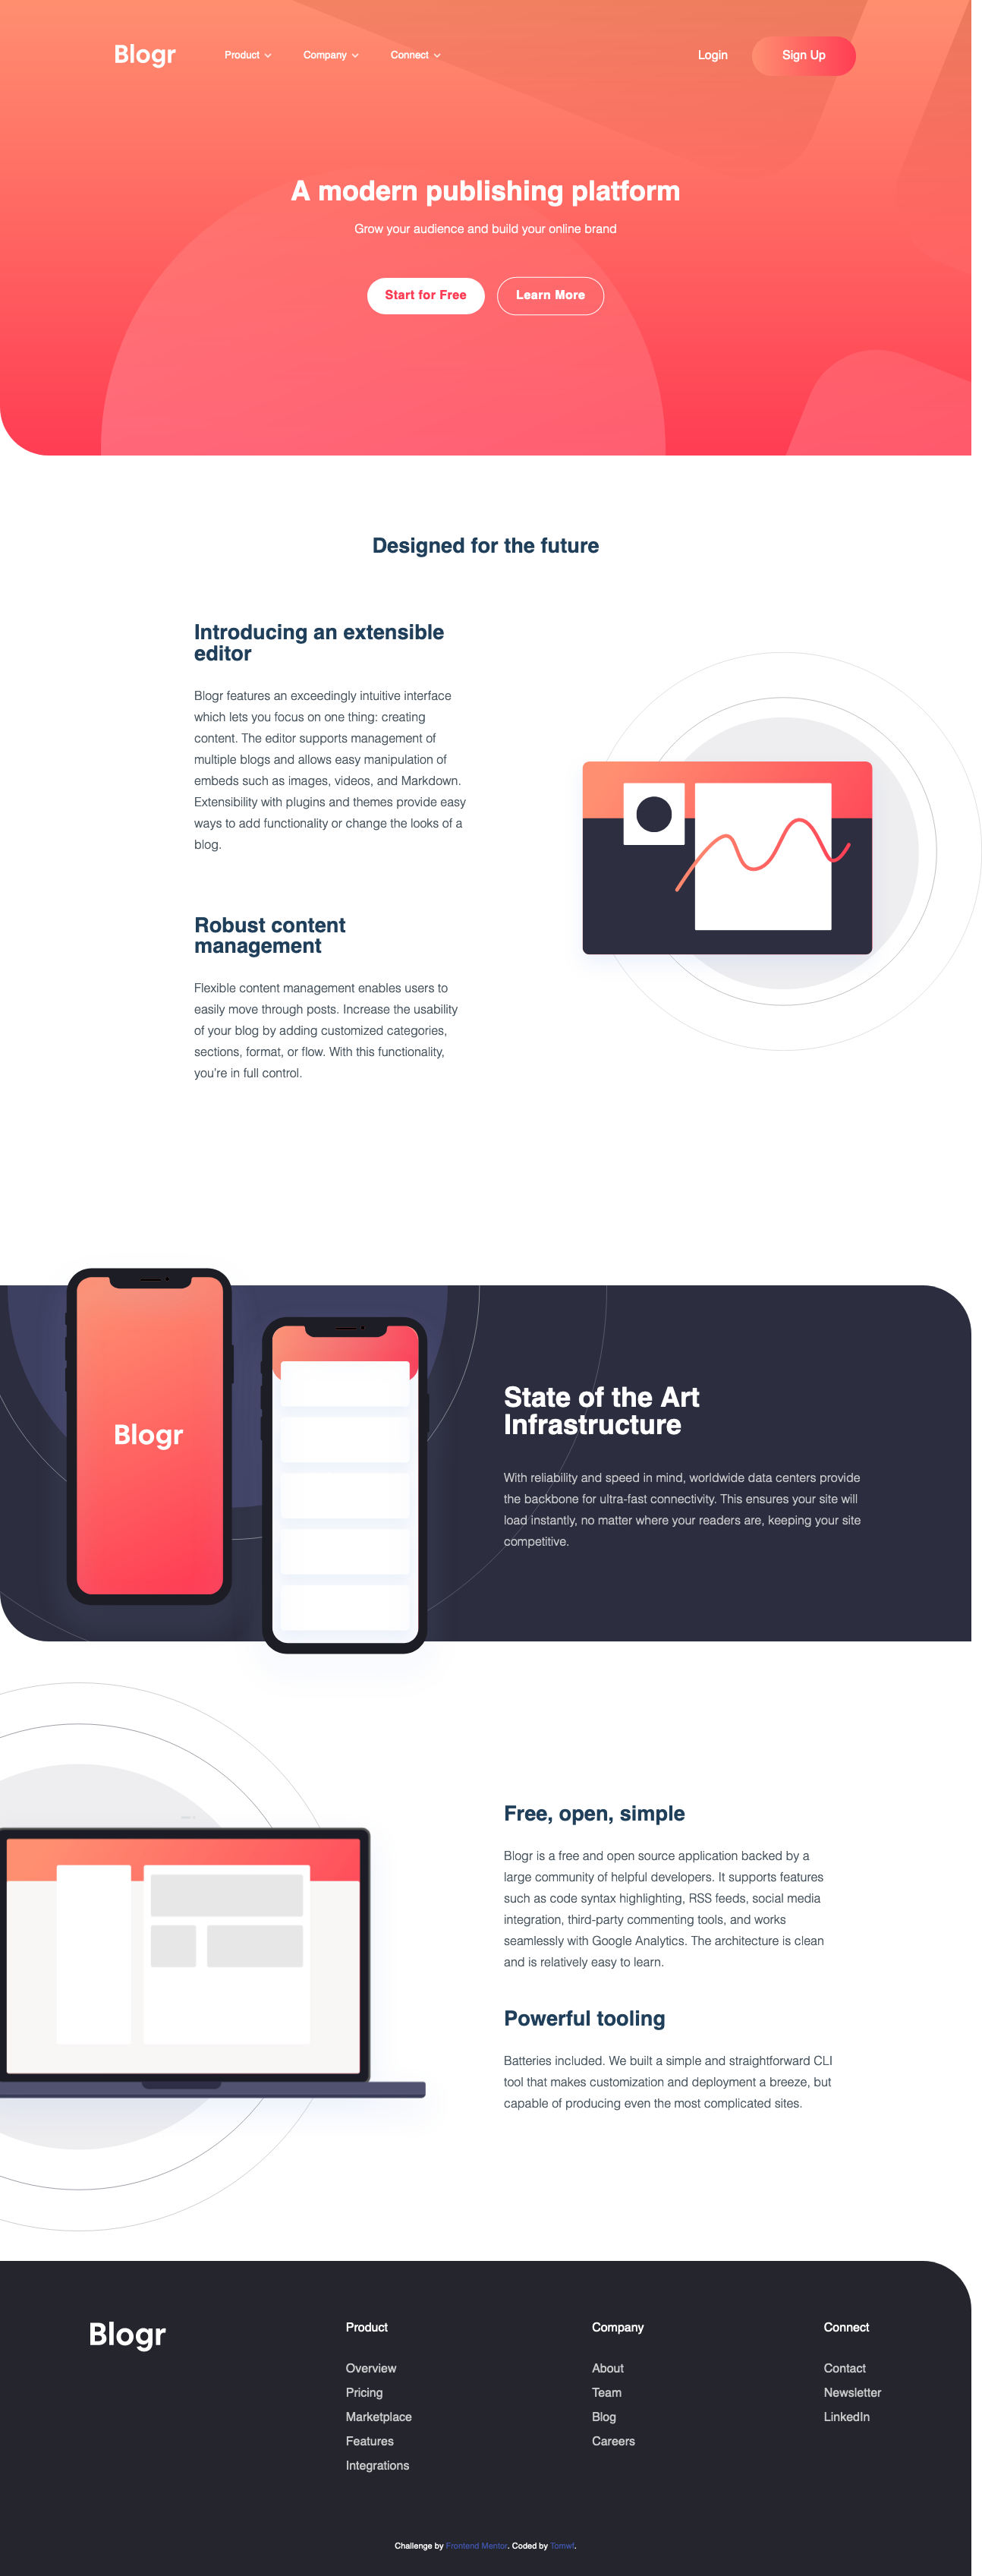 Blogr Product Company Connect Login Sign Up
A modern publishing platform
Grow your audience and build your online brand
Start for Free Learn More
Designed for the future
Introducing an extensible
editor
Blogr features an exceedingly intuitive interface
which lets you focus on one thing: creating
content. The editor supports management of
multiple blogs and allows easy manipulation of
embeds such as images, videos, and Markdown.
Extensibility with plugins and themes provide easy
ways to add functionality or change the looks of a
blog.
Robust content
management
Flexible content management enables users to
easily move through posts. Increase the usability
of your blog by adding customized categories,
sections, format, or flow. With this functionality,
you're in full control.
Blogr
State of the Art
Infrastructure
With reliability and speed in mind, worldwide data centers provide
the backbone for ultra-fast connectivity. This ensures your site will
load instantly, no matter where your readers are, keeping your site
competitive.
Free, open, simple
Blogr is a free and open source application backed by a
large community of helpful developers. It supports features
such as code syntax highlighting, RSS feeds, social media
integration, third-party commenting tools, and works
seamlessly with Google Analytics. The architecture is clean
and is relatively easy to learn.
Powerful tooling
Batteries included. We built a simple and straightforward CLI
tool that makes customization and deployment a breeze, but
capable of producing even the most complicated sites.
Blogr
Product
Overview
Pricing
Marketplace
Features
Integrations
Company
About
Team
Blog
Careers
Connect
Contact
Newsletter
LinkedIn
Challenge by Frontend Mentor. Coded by Tomwf.